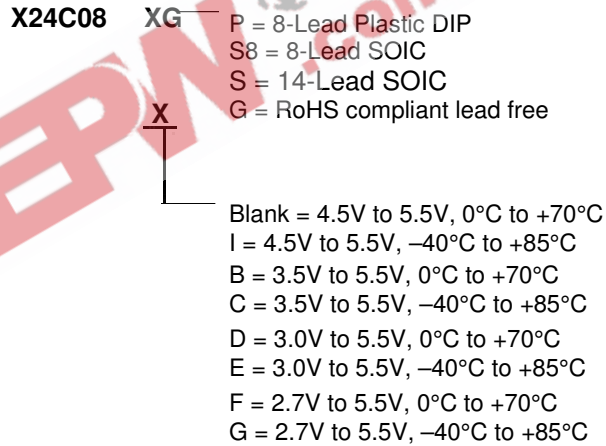 X24C08 XG P = 8-Lead Plastic DIP
S8 = 8-Lead SOIC
S = 14-Lead SOIC
X G = RoHS compliant lead free
Blank = 4.5V to 5.5V, 0°C to +70°C
I = 4.5V to 5.5V, –40°C to +85°C
B = 3.5V to 5.5V, 0°C to +70°C
C = 3.5V to 5.5V, –40°C to +85°C
D = 3.0V to 5.5V, 0°C to +70°C
E = 3.0V to 5.5V, –40°C to +85°C
F = 2.7V to 5.5V, 0°C to +70°C
G = 2.7V to 5.5V, –40°C to +85°C